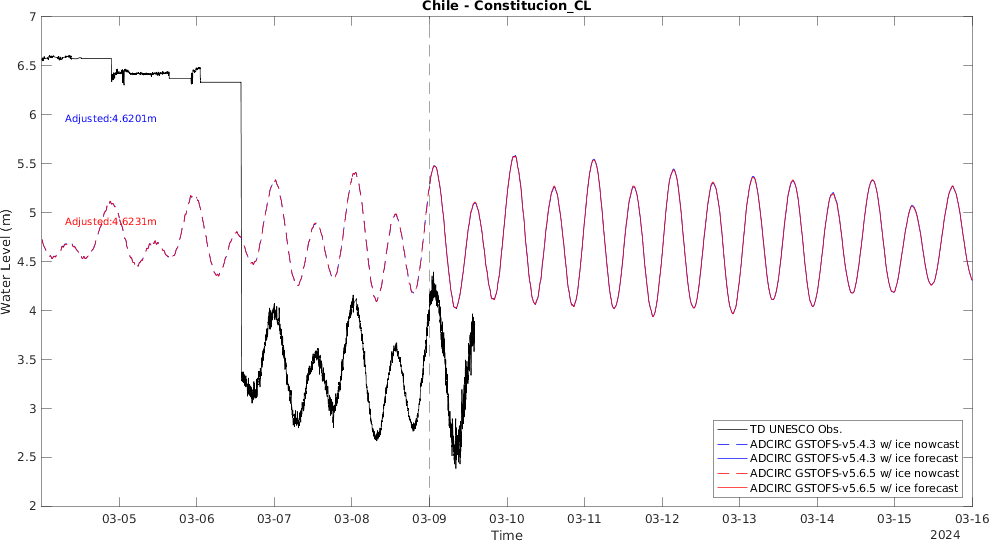 Chile - Constitucion_CL
7
6.5
6
5.5
5
4.5
4
3.5
3
2.5
2
Water Level (m)
Adjusted:4.6201m
Adjusted:4.6231m
TD UNESCO Obs.
ADCIRC GSTOFS-v5.4.3 w/ ice nowcast
ADCIRC GSTOFS-v5.4.3 w/ ice forecast
ADCIRC GSTOFS-v5.6.5 w/ ice nowcast
ADCIRC GSTOFS-v5.6.5 w/ ice forecast
03-05 03-06 03-07 03-08 03-09 03-10 03-11 03-12 03-13 03-14 03-15 03-16
Time
2024